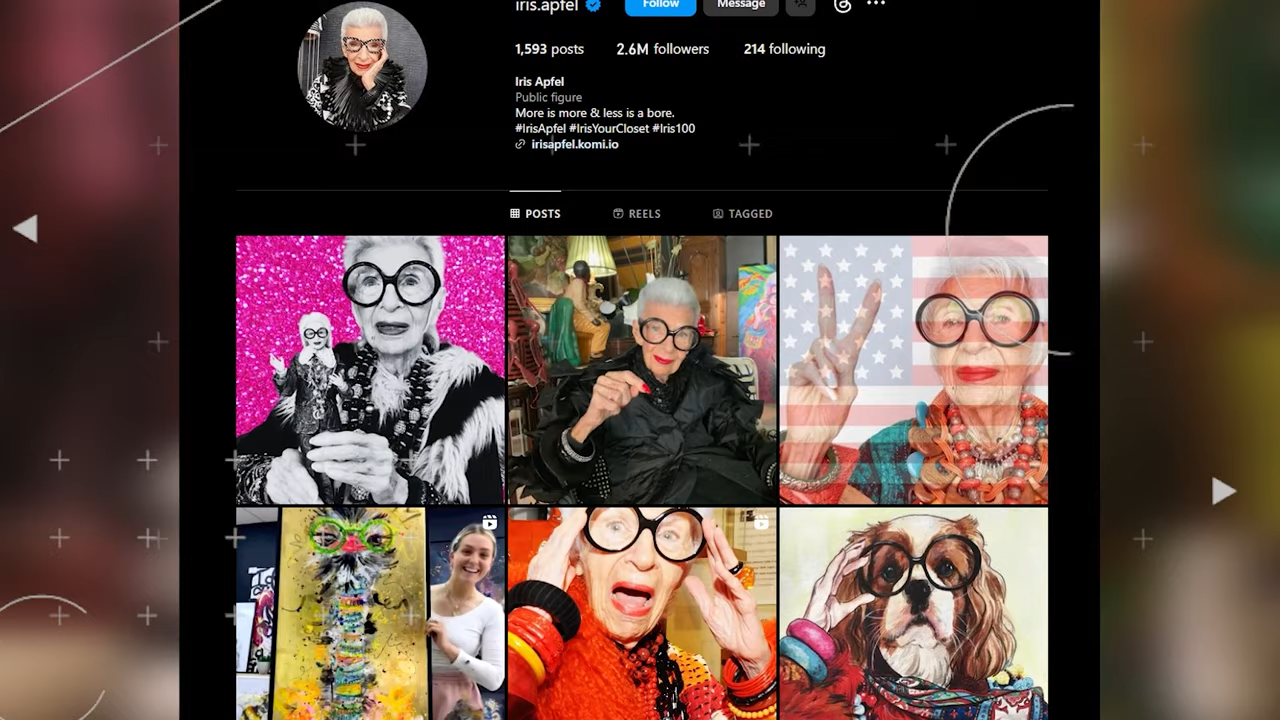 iris.apfel
Follow
Message
1,593 posts 2.6M followers 214 following
Iris Apfel
Public figure
More is more & less is a bore.
#IrisApfel #IrisYourCloset #Iris100
irisapfel.komi.io
POSTS REELS TAGGED